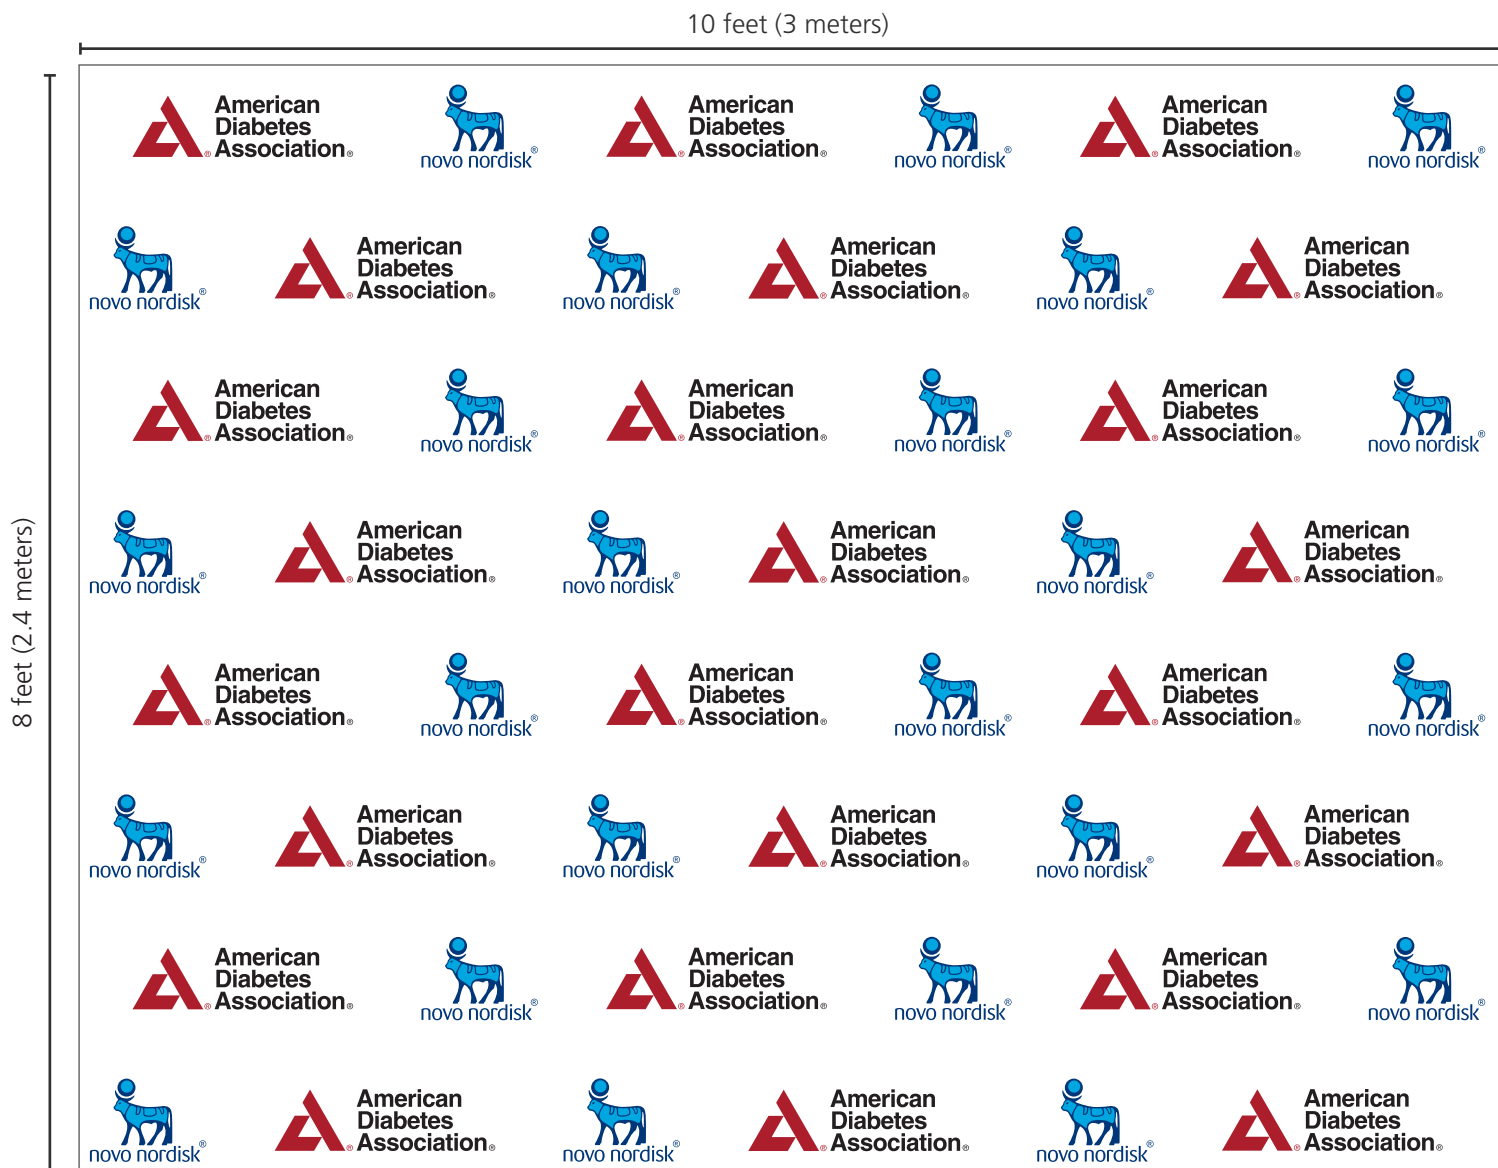 10 feet (3 meters)
8 feet (2.4 meters)
American Diabetes Association® novo nordisk® American Diabetes Association® novo nordisk® American Diabetes Association® novo nordisk®
novo nordisk® American Diabetes Association® novo nordisk® American Diabetes Association® novo nordisk® American Diabetes Association®
American Diabetes Association® novo nordisk® American Diabetes Association® novo nordisk® American Diabetes Association® novo nordisk®
novo nordisk® American Diabetes Association® novo nordisk® American Diabetes Association® novo nordisk® American Diabetes Association®
American Diabetes Association® novo nordisk® American Diabetes Association® novo nordisk® American Diabetes Association® novo nordisk®
novo nordisk® American Diabetes Association® novo nordisk® American Diabetes Association® novo nordisk® American Diabetes Association®
American Diabetes Association® novo nordisk® American Diabetes Association® novo nordisk® American Diabetes Association® novo nordisk®
novo nordisk® American Diabetes Association® novo nordisk® American Diabetes Association® novo nordisk® American Diabetes Association®